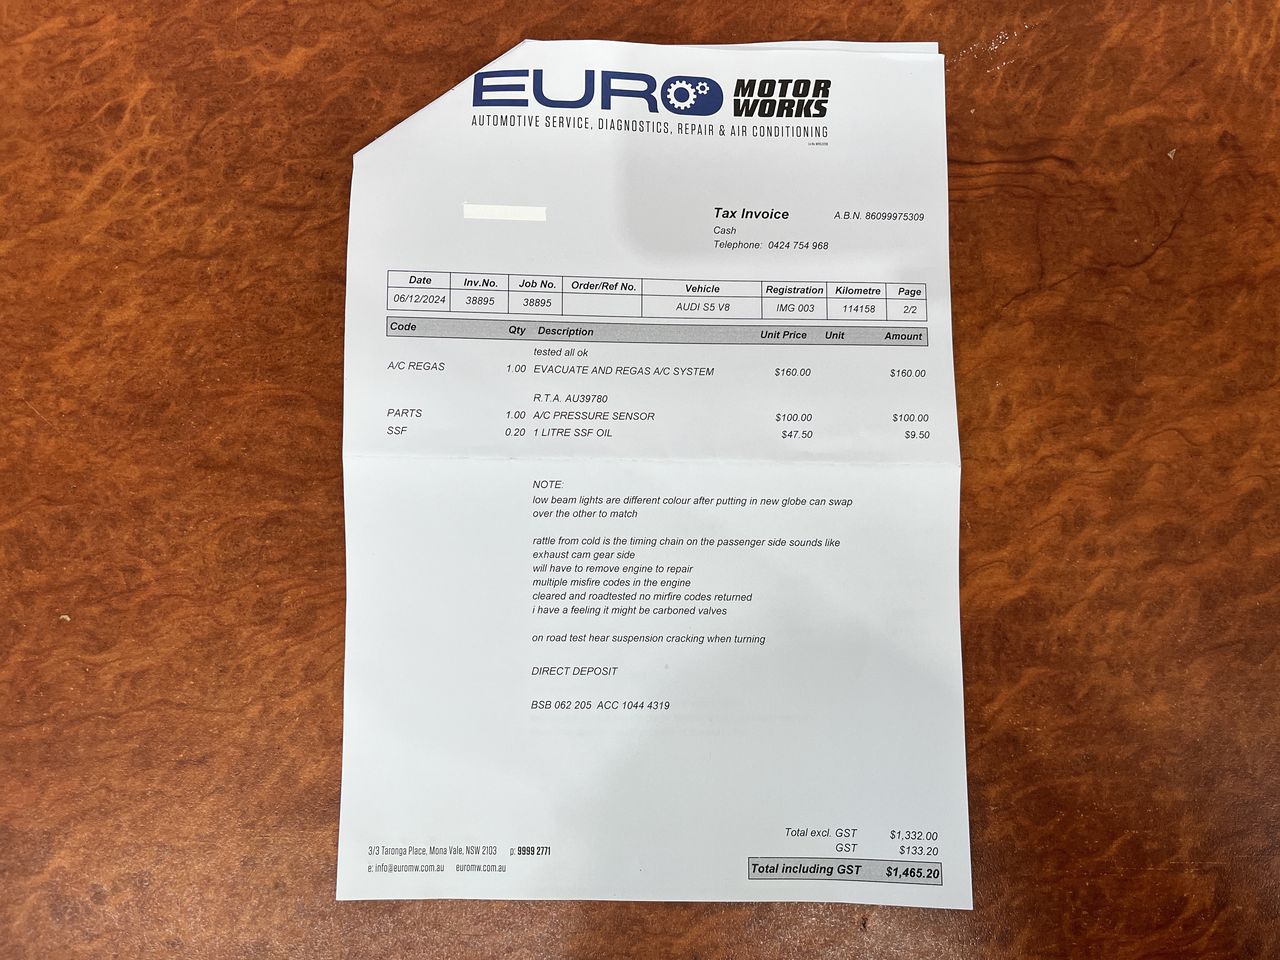 EURO MOTOR WORKS
AUTOMOTIVE SERVICE, DIAGNOSTICS, REPAIR & AIR CONDITIONING
Tax Invoice A.B.N. 86099975309
Cash
Telephone: 0424 754 968
Date Inv.No. Job No. Order/Ref No. Vehicle Registration Kilometre Page
06/12/2024 38895 38895 AUDI S5 V8 IMG 003 114158 2/2
Code Qty Description Unit Price Unit Amount
tested all ok
A/C REGAS 1.00 EVACUATE AND REGAS A/C SYSTEM $160.00 $160.00
R.T.A. AU39780
PARTS 1.00 A/C PRESSURE SENSOR $100.00 $100.00
SSF 0.20 1 LITRE SSF OIL $47.50 $9.50
NOTE:
low beam lights are different colour after putting in new globe can swap
over the other to match
rattle from cold is the timing chain on the passenger side sounds like
exhaust cam gear side
will have to remove engine to repair
multiple misfire codes in the engine
cleared and roadtested no mirfire codes returned
i have a feeling it might be carboned valves
on road test hear suspension cracking when turning
DIRECT DEPOSIT
BSB 062 205 ACC 1044 4319
Total excl. GST $1,332.00
GST $133.20
Total including GST $1,465.20
3/3 Taronga Place, Mona Vale, NSW 2103 p: 9999 2771
e: info@euromw.com.au euromw.com.au